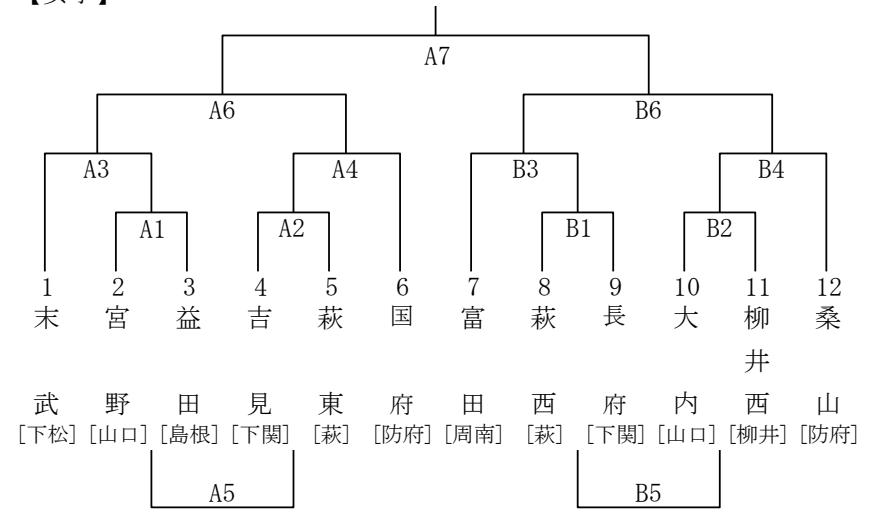 A7
A6 B6
A3 A4 B3 B4
A1 A2 B1 B2
1 2 3 4 5 6 7 8 9 10 11 12
末武 宮野 益田 吉見 萩東 国府 富田 萩西 長府 大内 柳井西 桑山
[下松] [山口] [島根] [下関] [萩] [防府] [周南] [萩] [下関] [山口] [柳井] [防府]
A5 B5